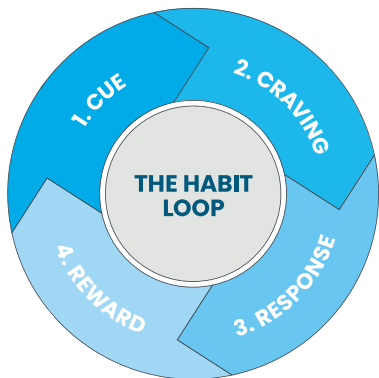 1. CUE
2. CRAVING
3. RESPONSE
4. REWARD
THE HABIT
LOOP